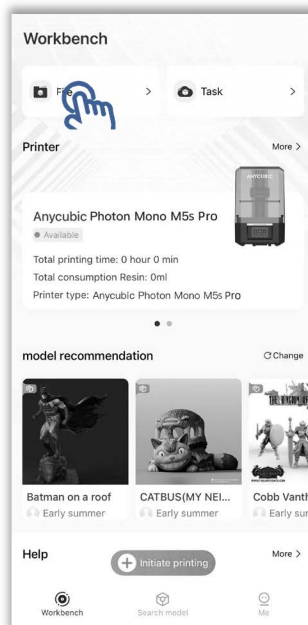 Workbench
File
Task
Printer
More >
ANYCUBIC
Anycubic Photon Mono M5s Pro
Available
Total printing time: 0 hour 0 min
Total consumption Resin: 0ml
Printer type: Anycubic Photon Mono M5s Pro
model recommendation
Change
Batman on a roof
CATBUS(MY NEI...
Cobb Vanth
Early summer
Early summer
Early sum
Help
Initiate printing
More >
Workbench
Search model
Me